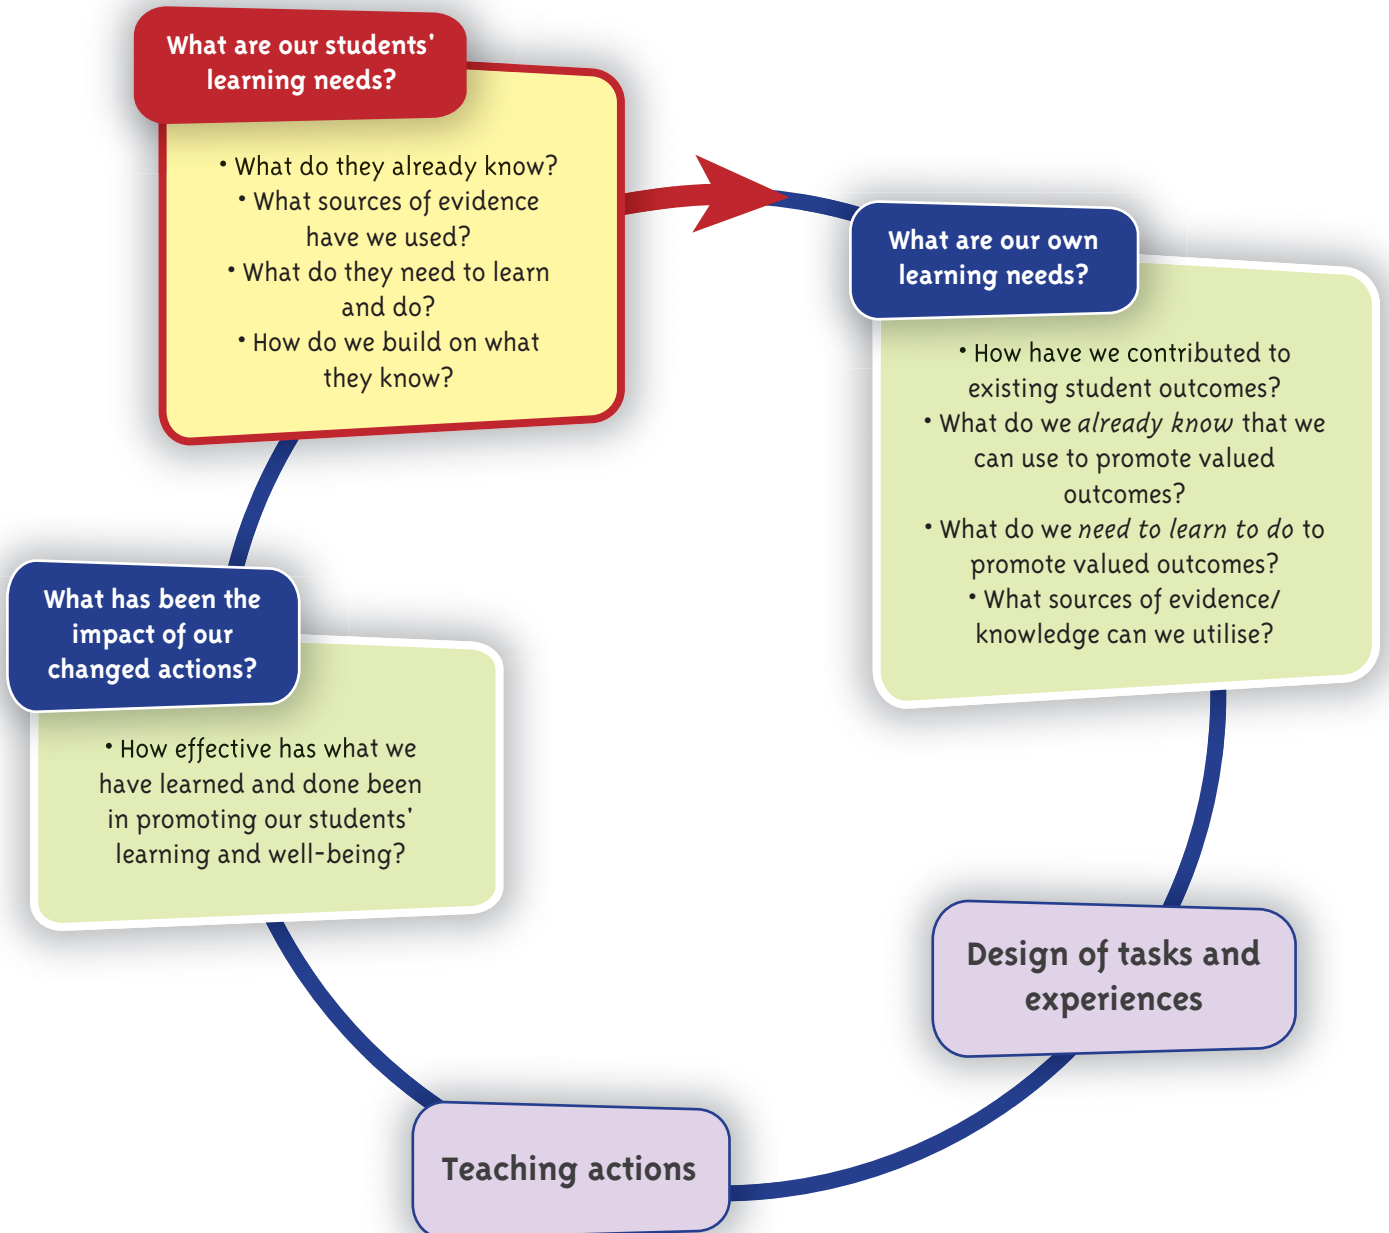 What are our students'
learning needs?
• What do they already know?
• What sources of evidence
have we used?
• What do they need to learn
and do?
• How do we build on what
they know?
What are our own
learning needs?
• How have we contributed to
existing student outcomes?
• What do we already know that we
can use to promote valued
outcomes?
• What do we need to learn to do to
promote valued outcomes?
• What sources of evidence/
knowledge can we utilise?
Design of tasks and
experiences
Teaching actions
What has been the
impact of our
changed actions?
• How effective has what we
have learned and done been
in promoting our students'
learning and well-being?